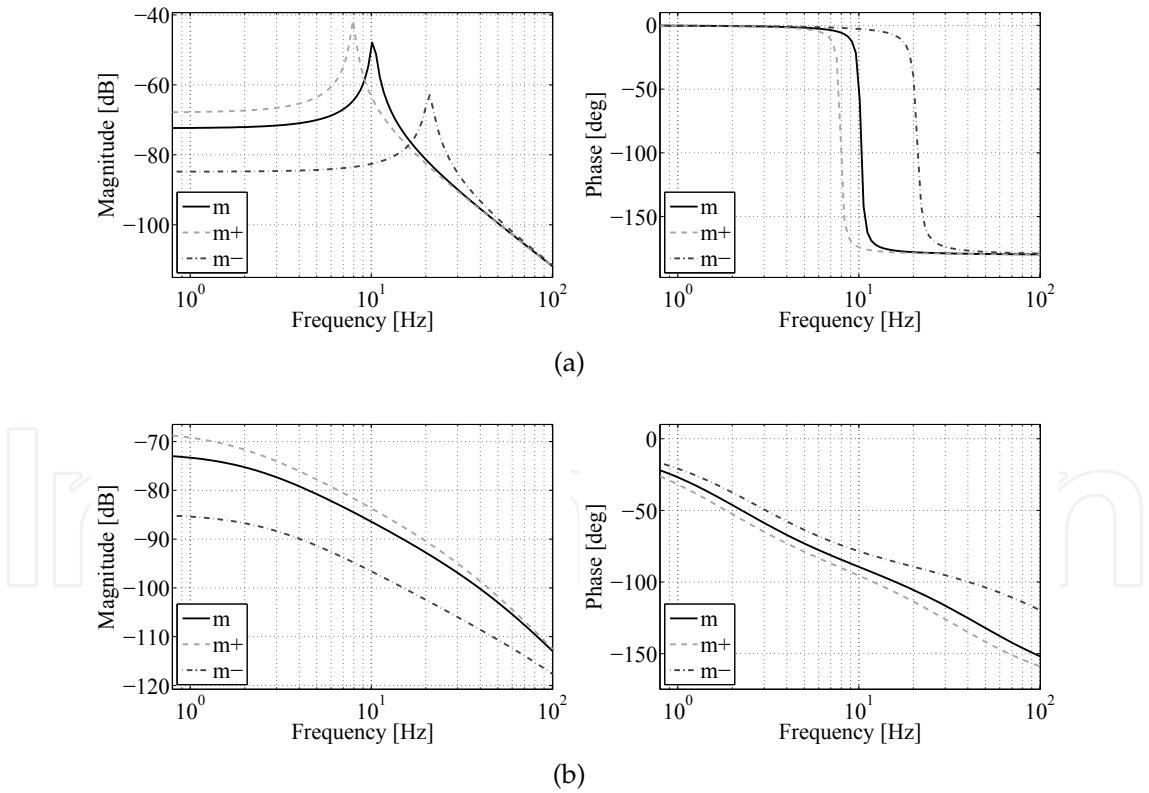 −40
−60
−80
−100
Magnitude [dB]
m
m+
m−
10^0
10^1
10^2
Frequency [Hz]
0
−50
−100
−150
Phase [deg]
m
m+
m−
10^0
10^1
10^2
Frequency [Hz]
(a)
−70
−80
−90
−100
−110
−120
Magnitude [dB]
m
m+
m−
10^0
10^1
10^2
Frequency [Hz]
0
−50
−100
−150
Phase [deg]
m
m+
m−
10^0
10^1
10^2
Frequency [Hz]
(b)